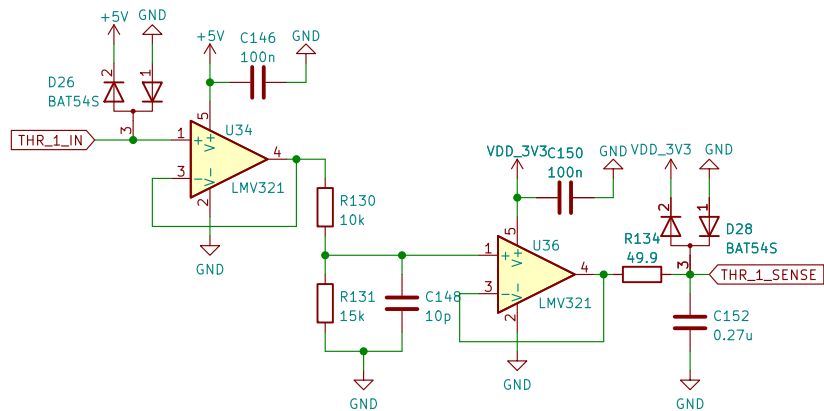 +5V
GND
2
1
D26
BAT54S
3
THR_1_IN
+5V
C146
100n
GND
5
1
+
V+
U34
4
3
-
V-
LMV321
2
GND
R130
10k
R131
15k
C148
10p
GND
VDD_3V3
C150
100n
GND
5
1
+
V+
U36
4
3
-
V-
LMV321
2
GND
R134
49.9
VDD_3V3
GND
2
1
D28
BAT54S
3
THR_1_SENSE
C152
0.27u
GND